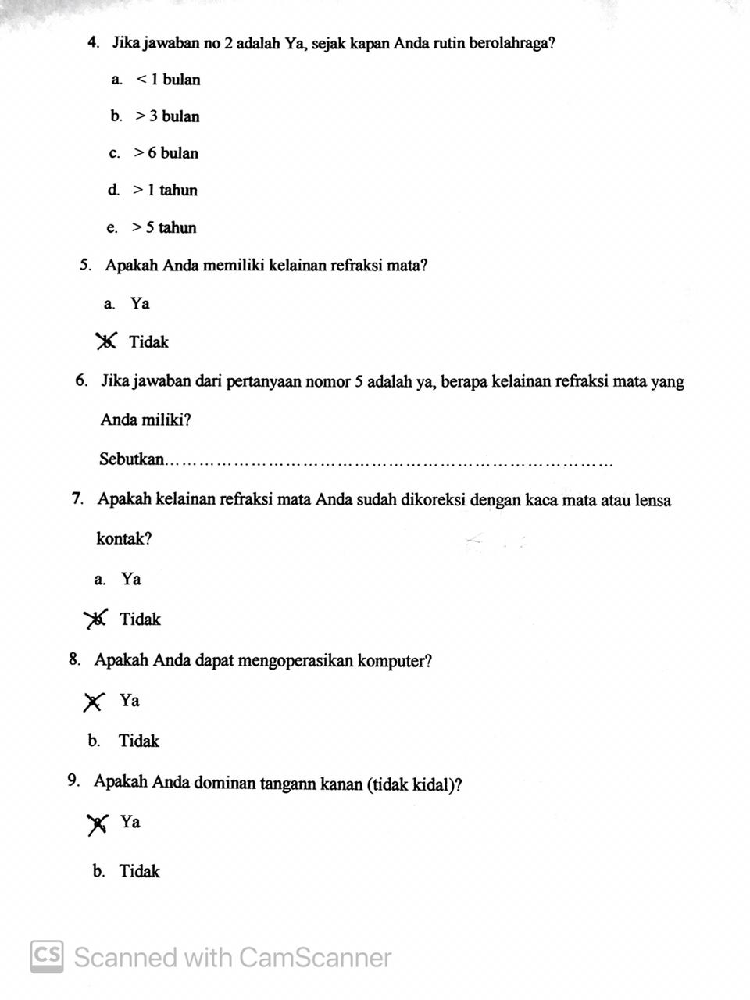 4. Jika jawaban no 2 adalah Ya, sejak kapan Anda rutin berolahraga?
a. < 1 bulan
b. > 3 bulan
c. > 6 bulan
d. > 1 tahun
e. > 5 tahun
5. Apakah Anda memiliki kelainan refraksi mata?
a. Ya
b. Tidak
6. Jika jawaban dari pertanyaan nomor 5 adalah ya, berapa kelainan refraksi mata yang
Anda miliki?
Sebutkan..............................................................................
7. Apakah kelainan refraksi mata Anda sudah dikoreksi dengan kaca mata atau lensa
kontak?
a. Ya
b. Tidak
8. Apakah Anda dapat mengoperasikan komputer?
a. Ya
b. Tidak
9. Apakah Anda dominan tangann kanan (tidak kidal)?
a. Ya
b. Tidak
CS Scanned with CamScanner